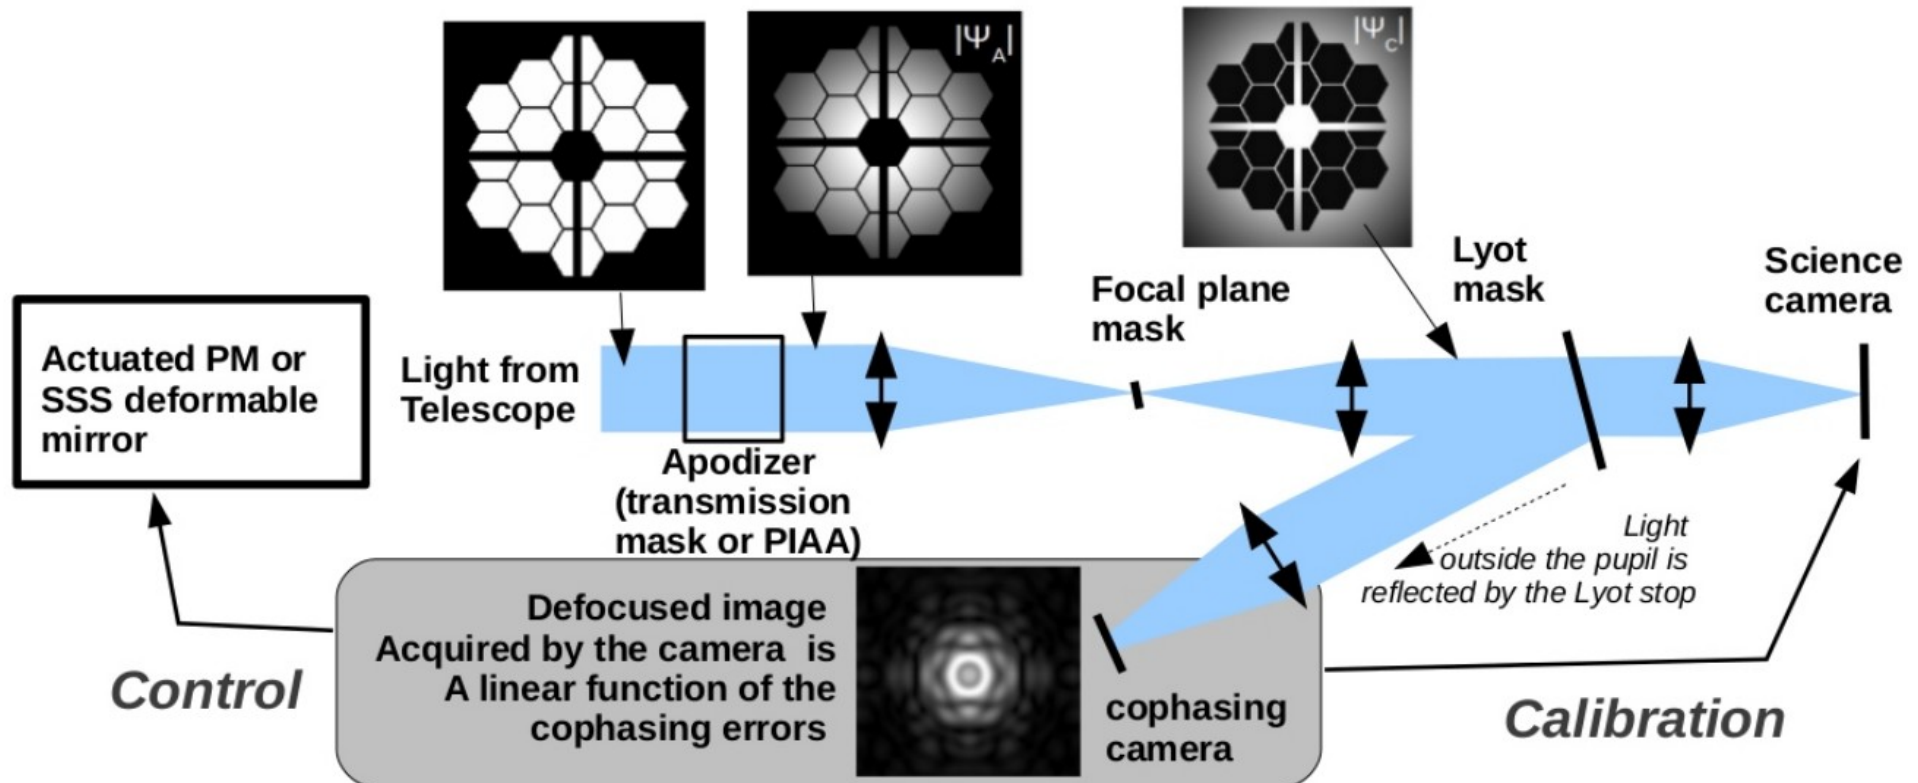 |Ψ_A|
|Ψ_C|
Lyot
mask
Science
camera
Focal plane
mask
Actuated PM or
SSS deformable
mirror
Light from
Telescope
Apodizer
(transmission
mask or PIAA)
Light
outside the pupil is
reflected by the Lyot stop
Defocused image
Acquired by the camera is
A linear function of the
cophasing errors
cophasing
camera
Control
Calibration